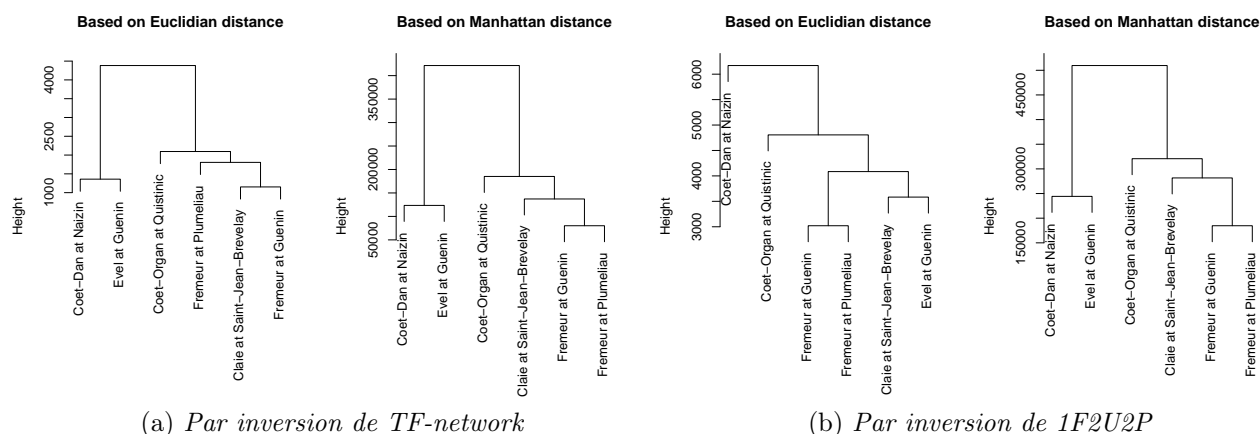 Based on Euclidian distance
Height
1000
2500
4000
Coet−Dan at Naizin
Evel at Guenin
Coet−Organ at Quistinic
Fremeur at Plumeliau
Claie at Saint−Jean−Brevelay
Fremeur at Guenin
Based on Manhattan distance
Height
50000
200000
350000
Coet−Dan at Naizin
Evel at Guenin
Coet−Organ at Quistinic
Claie at Saint−Jean−Brevelay
Fremeur at Guenin
Fremeur at Plumeliau
(a) Par inversion de TF-network
Based on Euclidian distance
Height
3000
4000
5000
6000
Coet−Dan at Naizin
Coet−Organ at Quistinic
Fremeur at Guenin
Fremeur at Plumeliau
Claie at Saint−Jean−Brevelay
Evel at Guenin
Based on Manhattan distance
Height
150000
300000
450000
Coet−Dan at Naizin
Evel at Guenin
Coet−Organ at Quistinic
Claie at Saint−Jean−Brevelay
Fremeur at Guenin
Fremeur at Plumeliau
(b) Par inversion de 1F2U2P